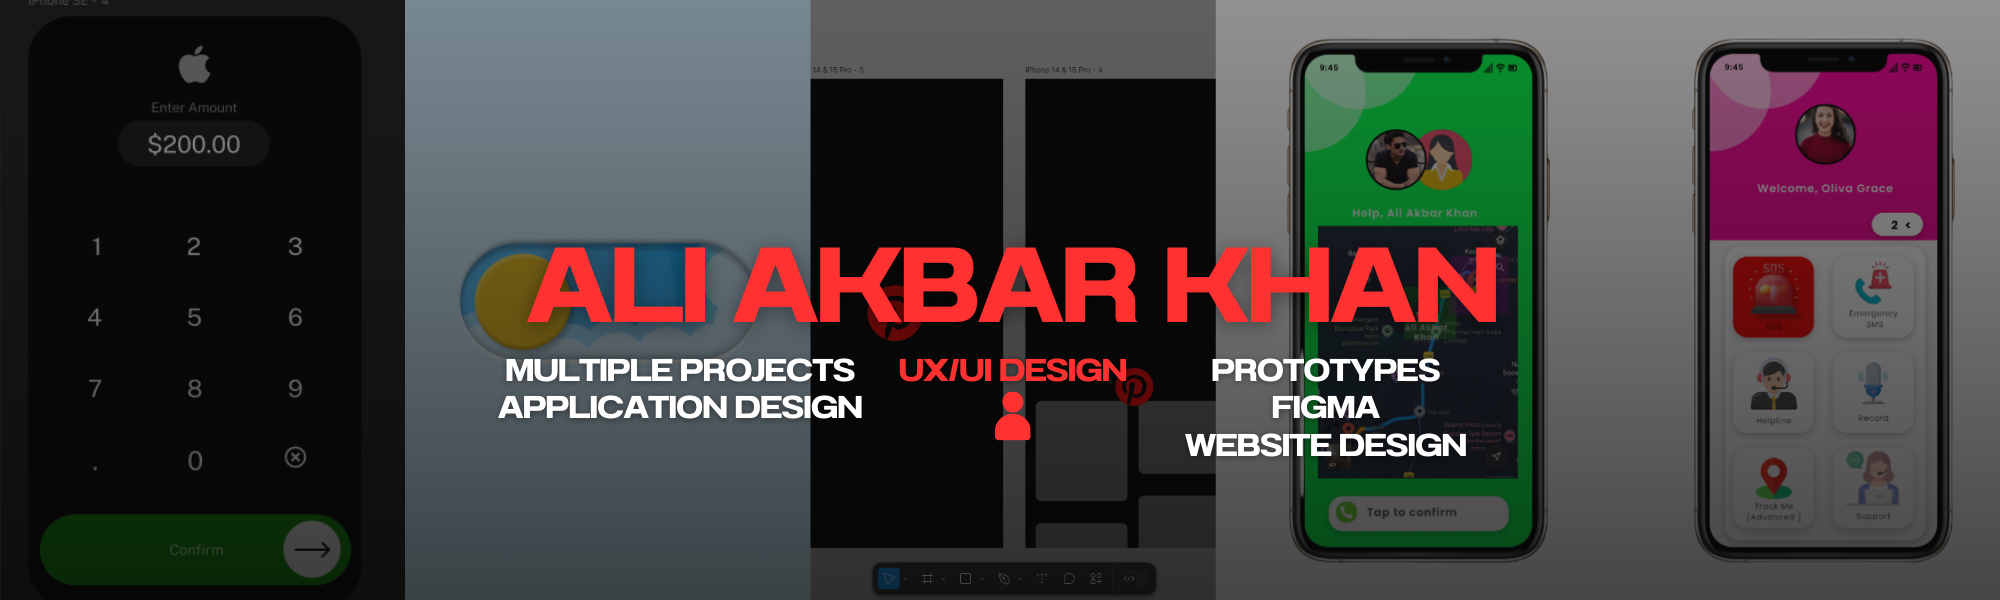 iPhone SE - 4
Enter Amount
$200.00
1 2 3
4 5 6
7 8 9
. 0
Confirm
14 & 15 Pro - 3
iPhone 14 & 15 Pro - 4
ALI AKBAR KHAN
MULTIPLE PROJECTS
APPLICATION DESIGN
UX/UI DESIGN
PROTOTYPES
FIGMA
WEBSITE DESIGN
9:45
Help, Ali Akbar Khan
Ali Akbar
Khan
Tap to confirm
9:45
Welcome, Oliva Grace
2 <
SOS
SOS
Emergency
SMS
Helpline
Record
Track Me
(Advanced )
Support